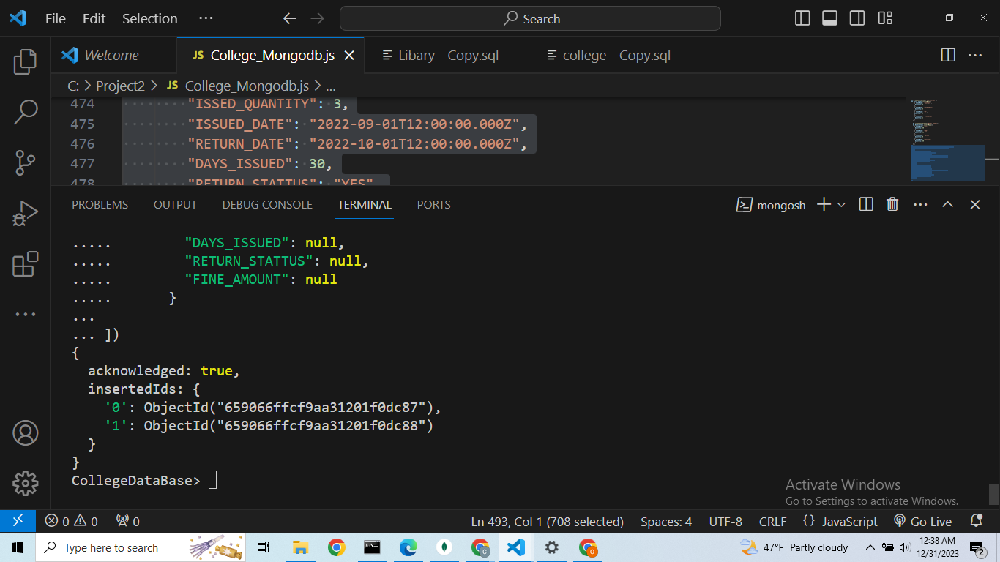 File Edit Selection ··· Search
Welcome JS College_Mongodb.js Libary - Copy.sql college - Copy.sql
C: > Project2 > JS College_Mongodb.js > ...
474 "ISSED_QUANTITY": 3,
475 "ISSUED_DATE": "2022-09-01T12:00:00.000Z",
476 "RETURN_DATE": "2022-10-01T12:00:00.000Z",
477 "DAYS_ISSUED": 30,
478 "RETURN_STATTUS": "YES"
PROBLEMS OUTPUT DEBUG CONSOLE TERMINAL PORTS mongosh
..... "DAYS_ISSUED": null,
..... "RETURN_STATTUS": null,
..... "FINE_AMOUNT": null
..... }
...
... ])
{
acknowledged: true,
insertedIds: {
'0': ObjectId("659066ffcf9aa31201f0dc87"),
'1': ObjectId("659066ffcf9aa31201f0dc88")
}
}
CollegeDataBase>
Activate Windows
Go to Settings to activate Windows.
0 0 0 Ln 493, Col 1 (708 selected) Spaces: 4 UTF-8 CRLF {} JavaScript Go Live
Type here to search 47°F Partly cloudy 12:38 AM
12/31/2023 2